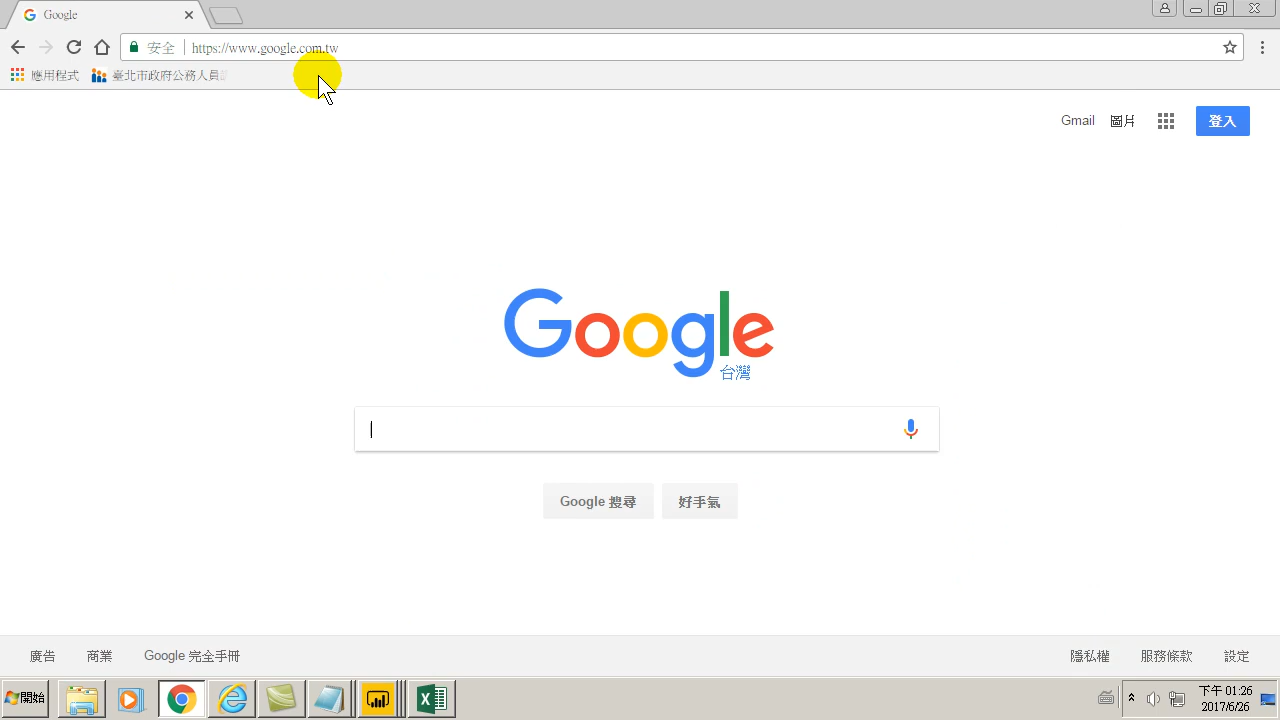 Google
安全 https://www.google.com.tw
應用程式 臺北市政府公務人員
Gmail 圖片 登入
Google
台灣
Google 搜尋 好手氣
廣告 商業 Google 完全手冊 隱私權 服務條款 設定
開始 下午 01:26
2017/6/26